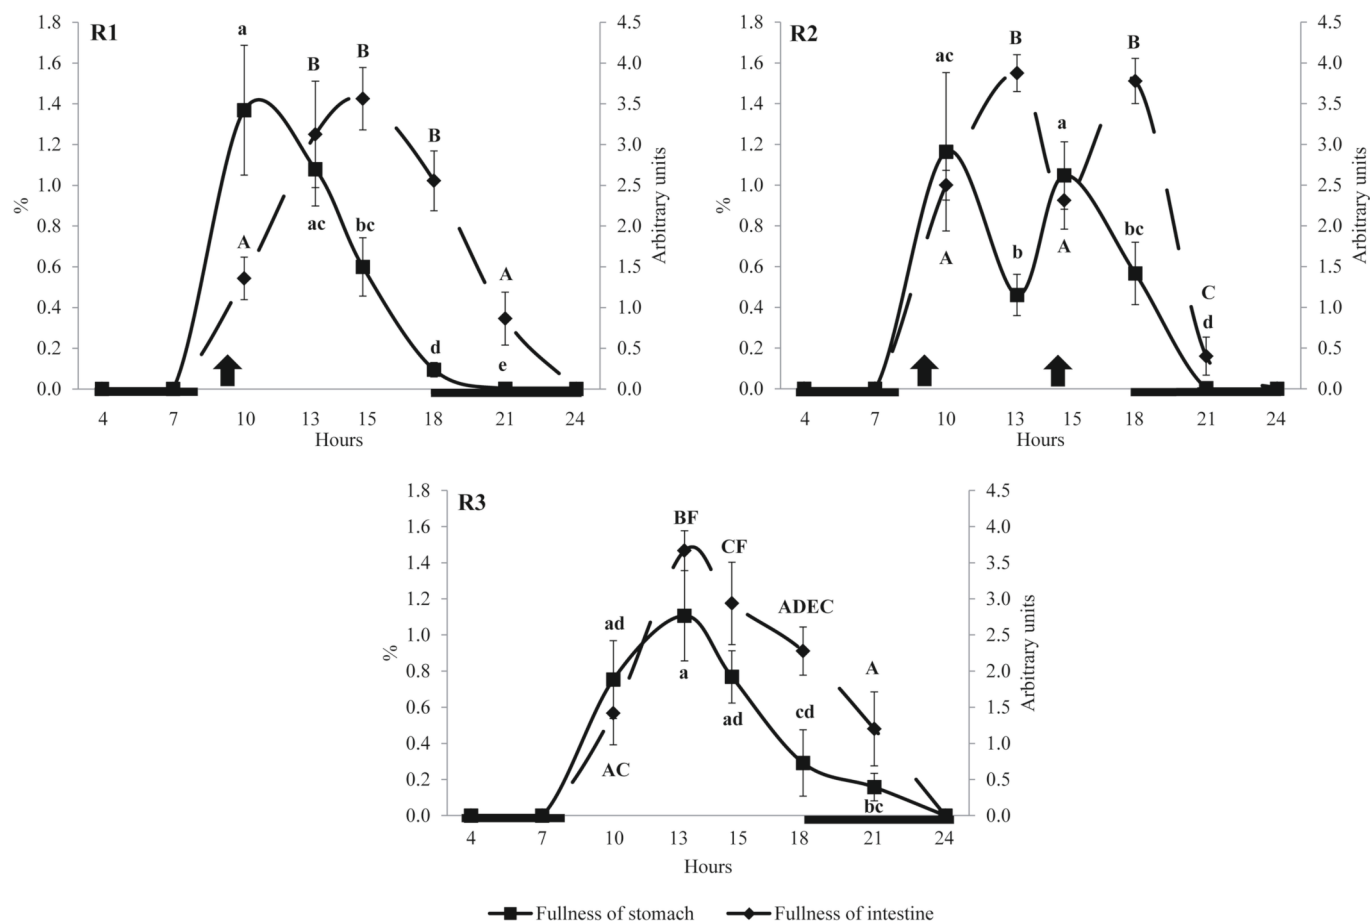 R1
1.8
1.6
1.4
1.2
1.0
0.8
0.6
0.4
0.2
0.0
%
4.5
4.0
3.5
3.0
2.5
2.0
1.5
1.0
0.5
0.0
Arbitrary units
a
B
B
B
A
ac
bc
A
d
e
4 7 10 13 15 18 21 24
Hours
R2
1.8
1.6
1.4
1.2
1.0
0.8
0.6
0.4
0.2
0.0
%
4.5
4.0
3.5
3.0
2.5
2.0
1.5
1.0
0.5
0.0
Arbitrary units
ac
B
B
a
A
b
A
bc
C
d
4 7 10 13 15 18 21 24
Hours
R3
1.8
1.6
1.4
1.2
1.0
0.8
0.6
0.4
0.2
0.0
%
4.5
4.0
3.5
3.0
2.5
2.0
1.5
1.0
0.5
0.0
Arbitrary units
BF
CF
ad
ADEC
a
A
ad
cd
AC
bc
4 7 10 13 15 18 21 24
Hours
Fullness of stomach Fullness of intestine